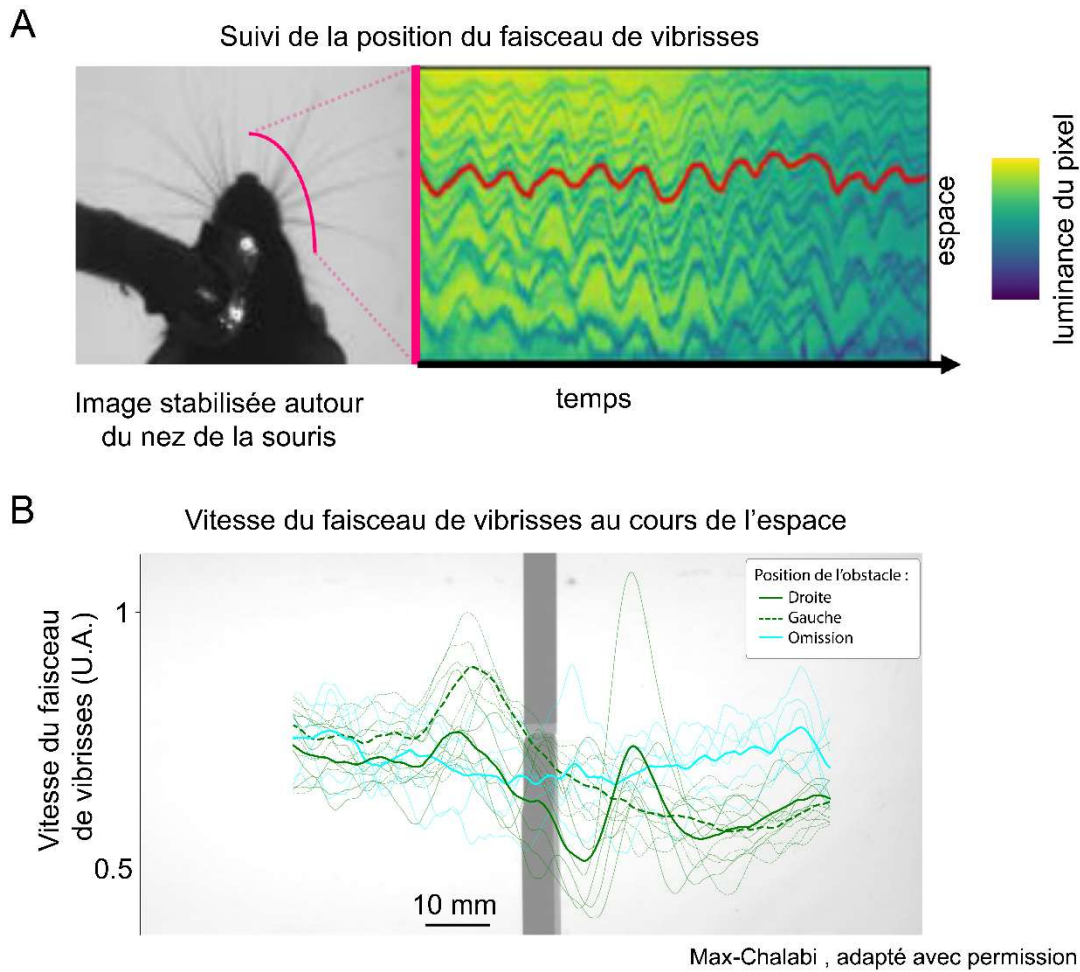 A
Suivi de la position du faisceau de vibrisses
espace
luminance du pixel
temps
Image stabilisée autour
du nez de la souris
B
Vitesse du faisceau de vibrisses au cours de l'espace
Vitesse du faisceau
de vibrisses (U.A.)
1
0.5
Position de l'obstacle :
Droite
Gauche
Omission
10 mm
Max-Chalabi , adapté avec permission